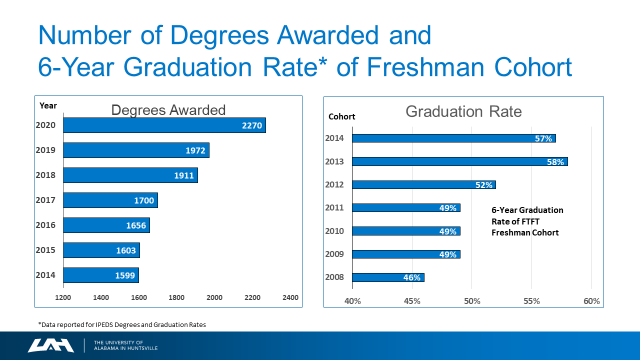 Number of Degrees Awarded and
6-Year Graduation Rate* of Freshman Cohort
Year
Degrees Awarded
2020
2270
2019
1972
2018
1911
2017
1700
2016
1656
2015
1603
2014
1599
1200 1400 1600 1800 2000 2200 2400
Graduation Rate
Cohort
2014
57%
2013
58%
2012
52%
2011
49%
2010
49%
2009
49%
2008
46%
6-Year Graduation
Rate of FTFT
Freshman Cohort
40% 45% 50% 55% 60%
*Data reported for IPEDS Degrees and Graduation Rates
UAH
THE UNIVERSITY OF
ALABAMA IN HUNTSVILLE